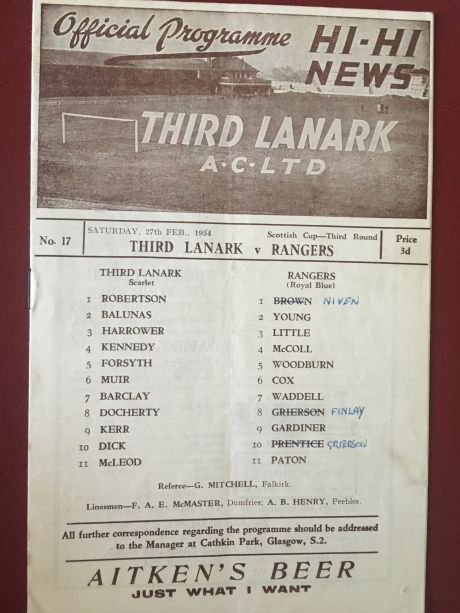 Official Programme
HI-HI
NEWS
THIRD LANARK
A·C·LTD
No. 17
SATURDAY, 27th FEB., 1954
Scottish Cup—Third Round
THIRD LANARK v RANGERS
Price
3d
THIRD LANARK
Scarlet
1 ROBERTSON
2 BALUNAS
3 HARROWER
4 KENNEDY
5 FORSYTH
6 MUIR
7 BARCLAY
8 DOCHERTY
9 KERR
10 DICK
11 McLEOD
RANGERS
(Royal Blue)
1 BROWN NIVEN
2 YOUNG
3 LITTLE
4 McCOLL
5 WOODBURN
6 COX
7 WADDELL
8 GRIERSON FINLAY
9 GARDINER
10 PRENTICE GRIERSON
11 PATON
Referee—G. MITCHELL, Falkirk.
Linesmen—F. A. E. McMASTER, Dumfries; A. B. HENRY, Peebles.
All further correspondence regarding the programme should be addressed
to the Manager at Cathkin Park, Glasgow, S.2.
AITKEN'S BEER
JUST WHAT I WANT